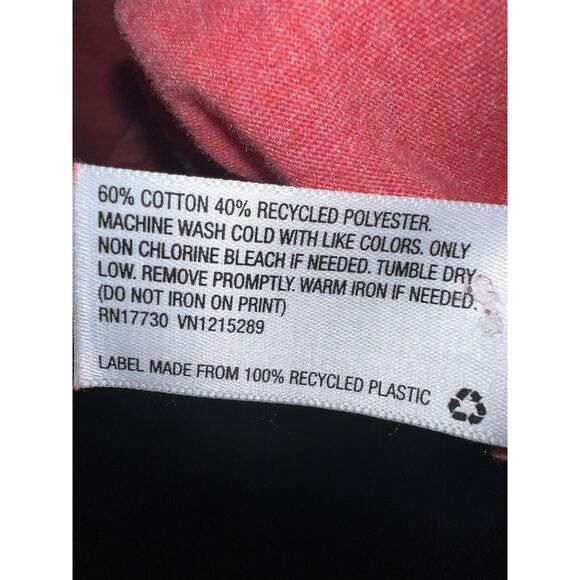 60% COTTON 40% RECYCLED POLYESTER.
MACHINE WASH COLD WITH LIKE COLORS. ONLY
NON CHLORINE BLEACH IF NEEDED. TUMBLE DRY
LOW. REMOVE PROMPTLY. WARM IRON IF NEEDED.
(DO NOT IRON ON PRINT)
RN17730 VN1215289
LABEL MADE FROM 100% RECYCLED PLASTIC